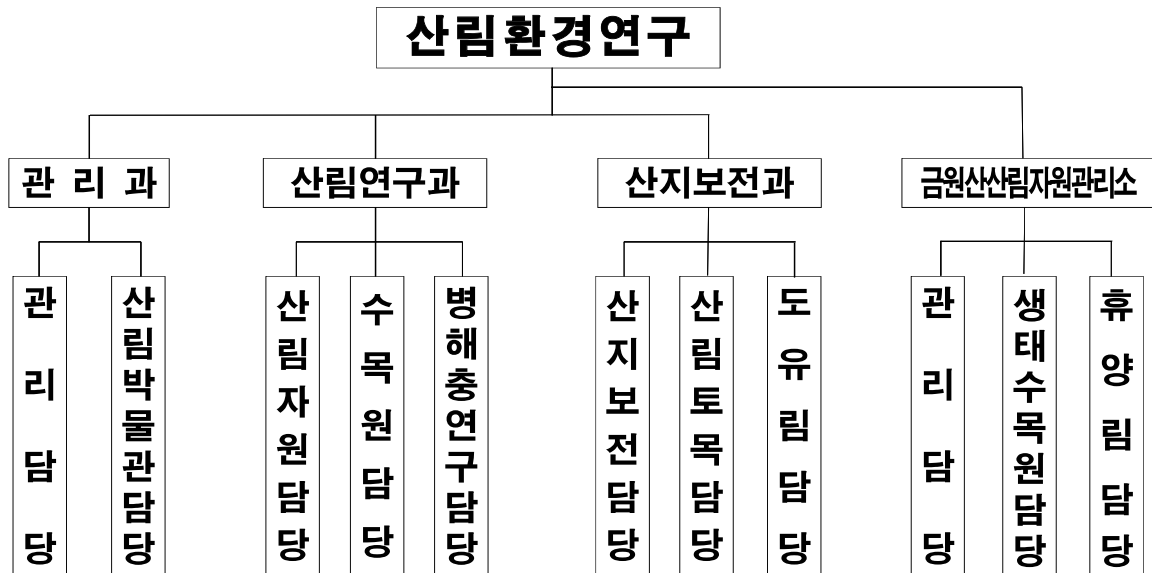 산림환경연구
관 리 과
산림연구과
산지보전과
금원산산림자원관리소
관리담당
산림박물관담당
산림자원담당
수목원담당
병해충연구담당
산지보전담당
산림토목담당
도유림담당
관리담당
생태수목원담당
휴양림담당